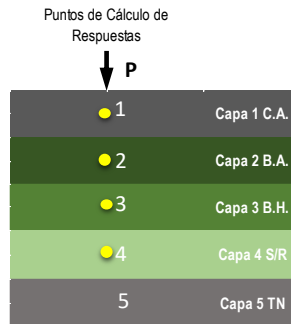 Puntos de Cálculo de
Respuestas
P
1 Capa 1 C.A.
2 Capa 2 B.A.
3 Capa 3 B.H.
4 Capa 4 S/R
5 Capa 5 TN